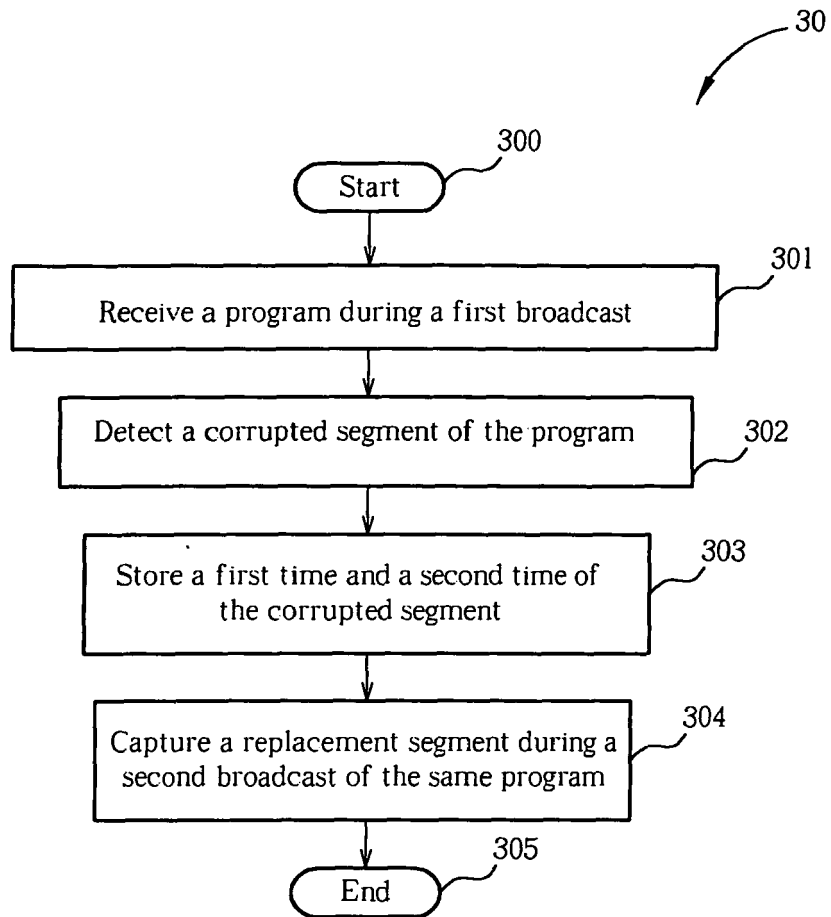 30
300
Start
301
Receive a program during a first broadcast
Detect a corrupted segment of the program
302
303
Store a first time and a second time of
the corrupted segment
304
Capture a replacement segment during a
second broadcast of the same program
305
End